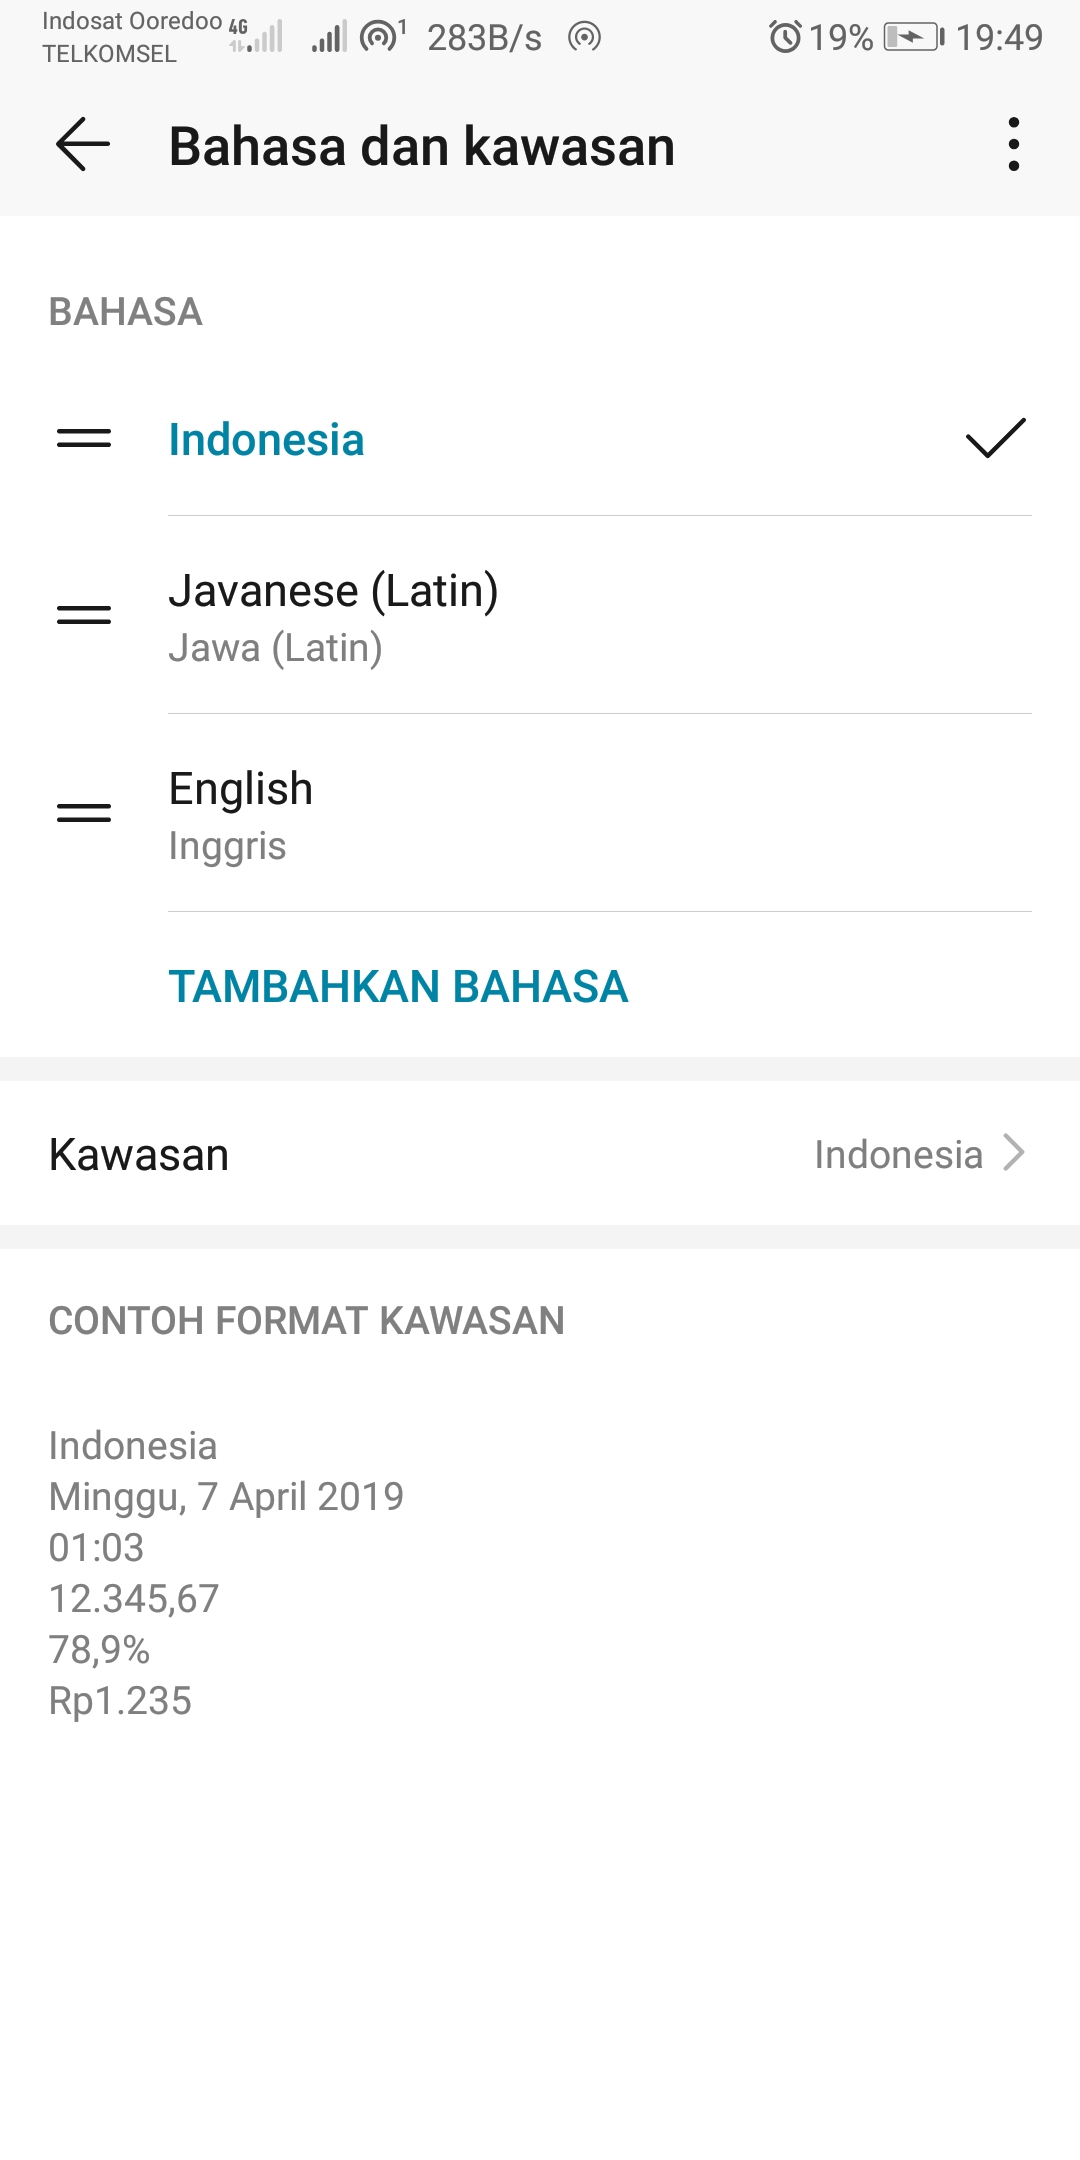 Indosat Ooredoo 4G 1 283B/s 19% 19:49
TELKOMSEL
Bahasa dan kawasan
BAHASA
Indonesia
Javanese (Latin)
Jawa (Latin)
English
Inggris
TAMBAHKAN BAHASA
Kawasan Indonesia
CONTOH FORMAT KAWASAN
Indonesia
Minggu, 7 April 2019
01:03
12.345,67
78,9%
Rp1.235